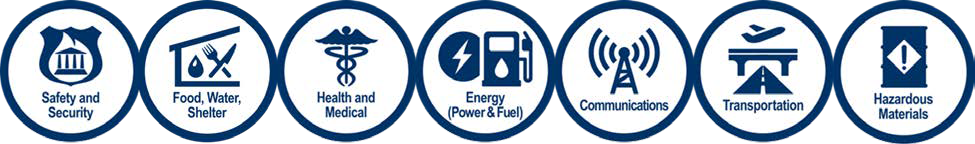 Safety and
Security
Food, Water,
Shelter
Health and
Medical
Energy
(Power & Fuel)
Communications
Transportation
Hazardous
Materials